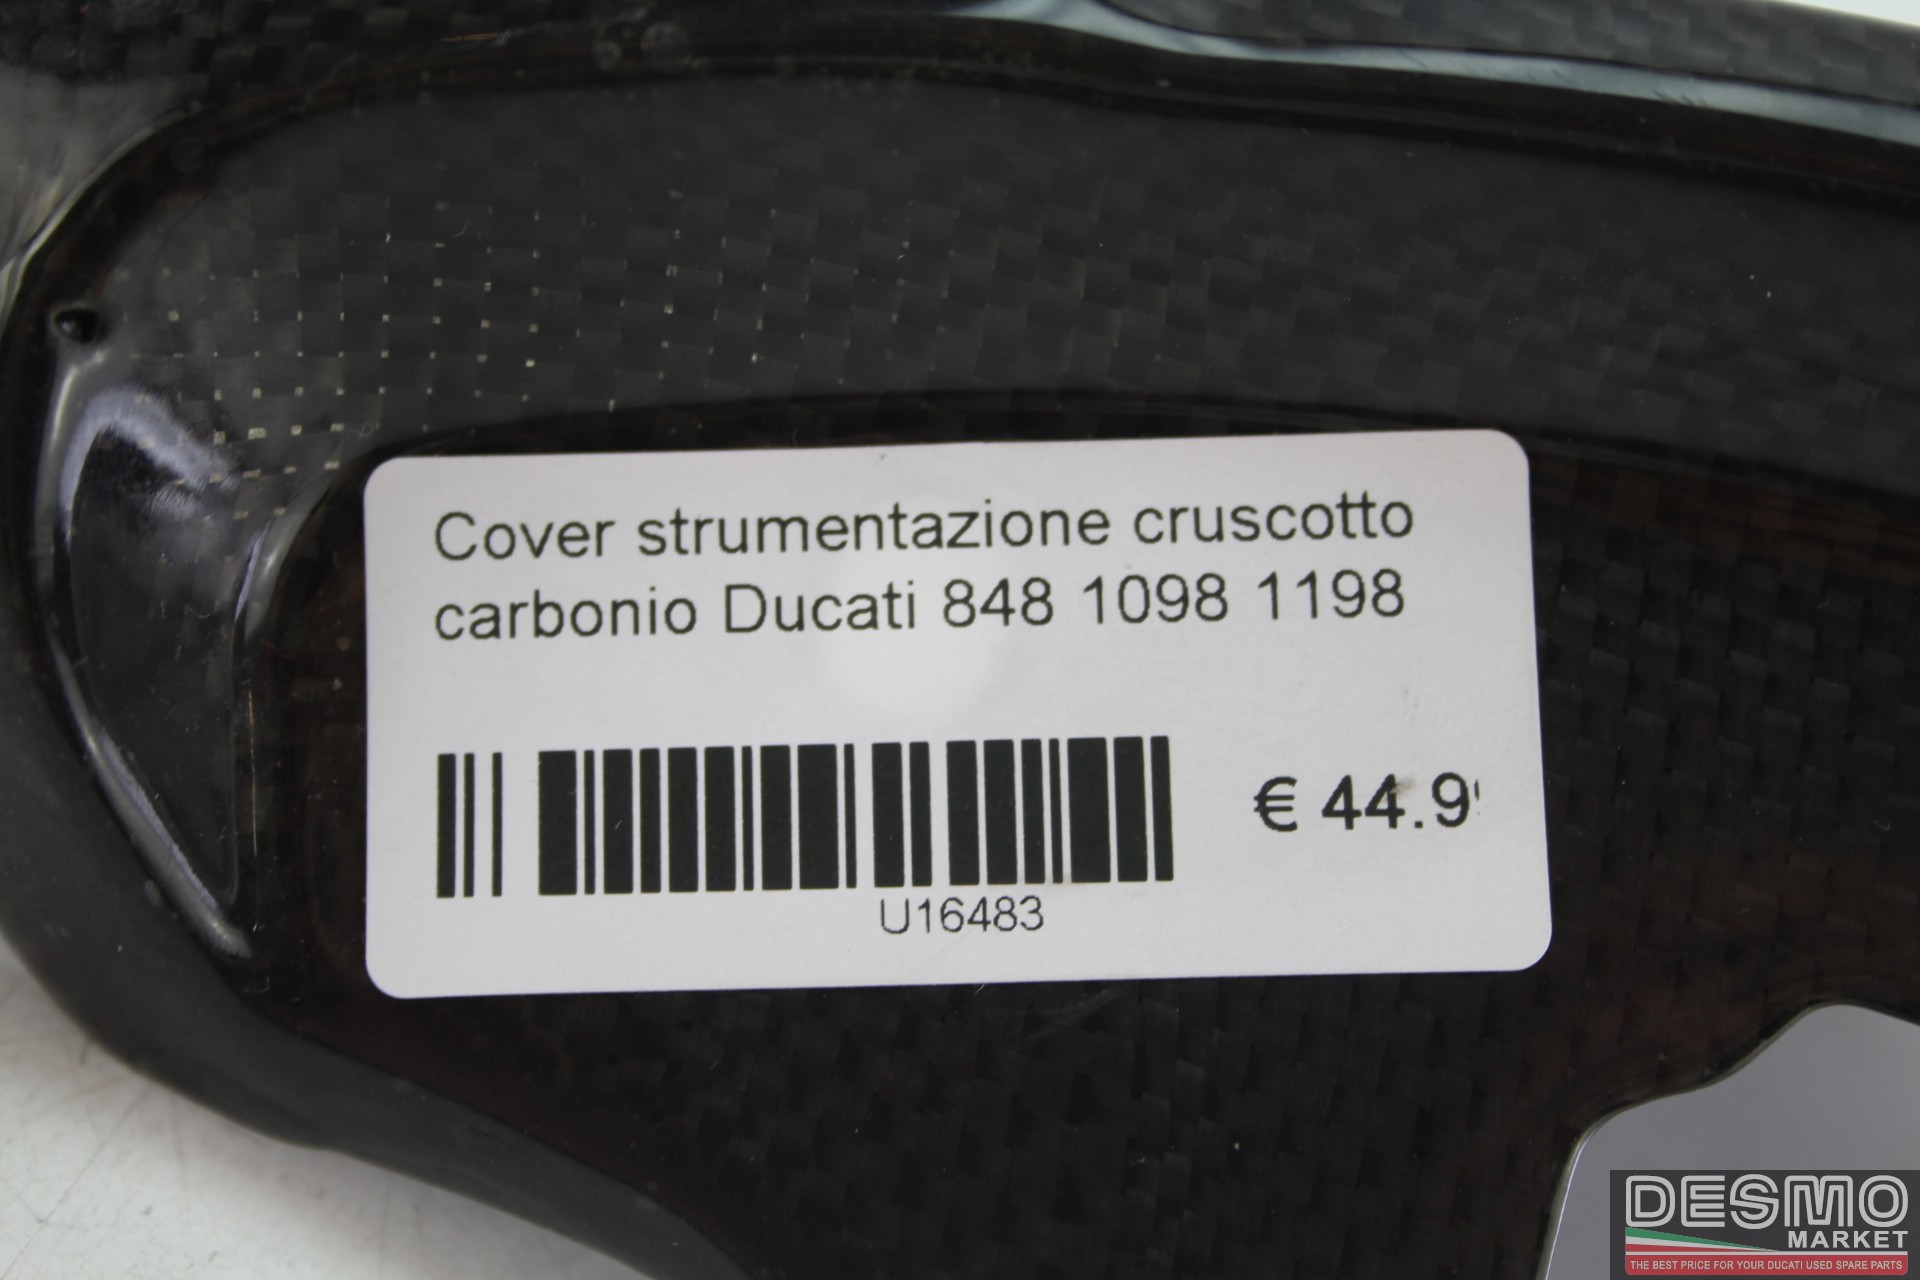 Cover strumentazione cruscotto
carbonio Ducati 848 1098 1198
€ 44.9
U16483
DESMO
MARKET
THE BEST PRICE FOR YOUR DUCATI USED SPARE PARTS